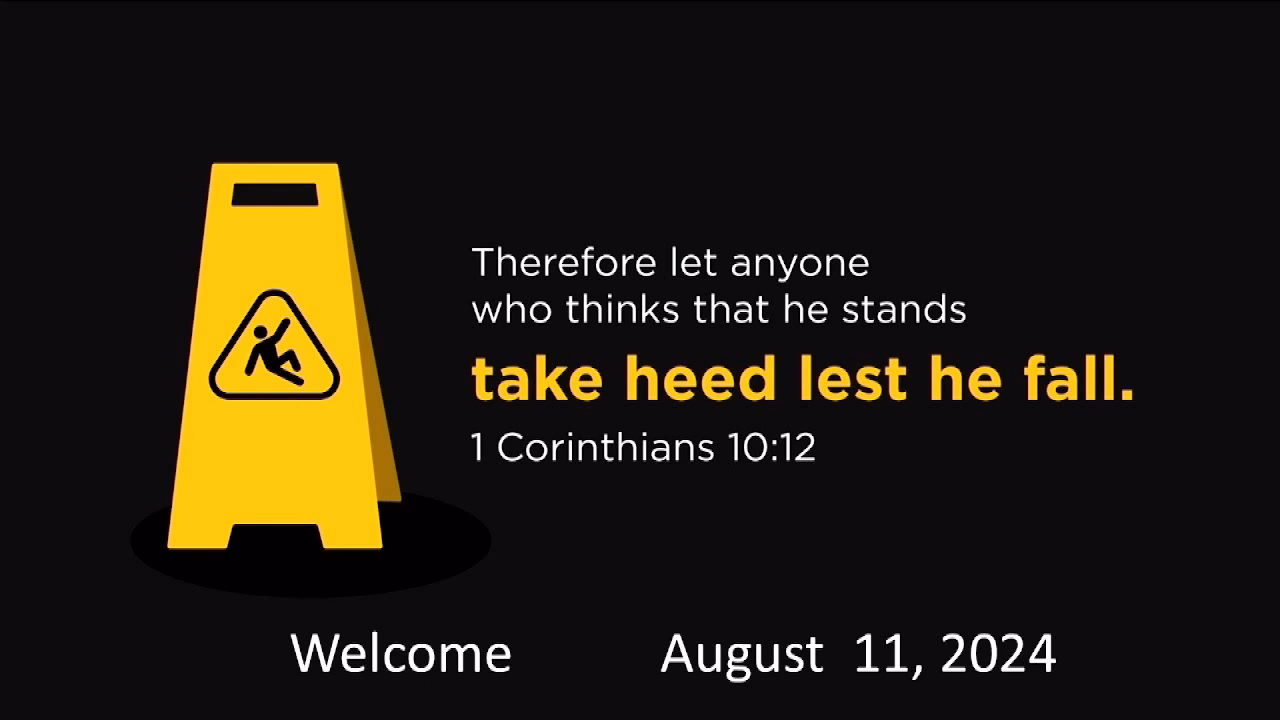 Therefore let anyone
who thinks that he stands
take heed lest he fall.
1 Corinthians 10:12
Welcome August 11, 2024